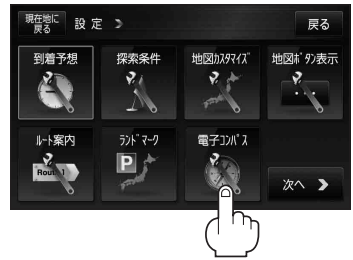 現在地に
戻る
設定
戻る
到着予想
探索条件
地図ｶｽﾀﾏｲｽﾞ
地図ﾎﾞﾀﾝ表示
ﾙｰﾄ案内
ﾗﾝﾄﾞﾏｰｸ
電子ｺﾝﾊﾟｽ
P
次へ